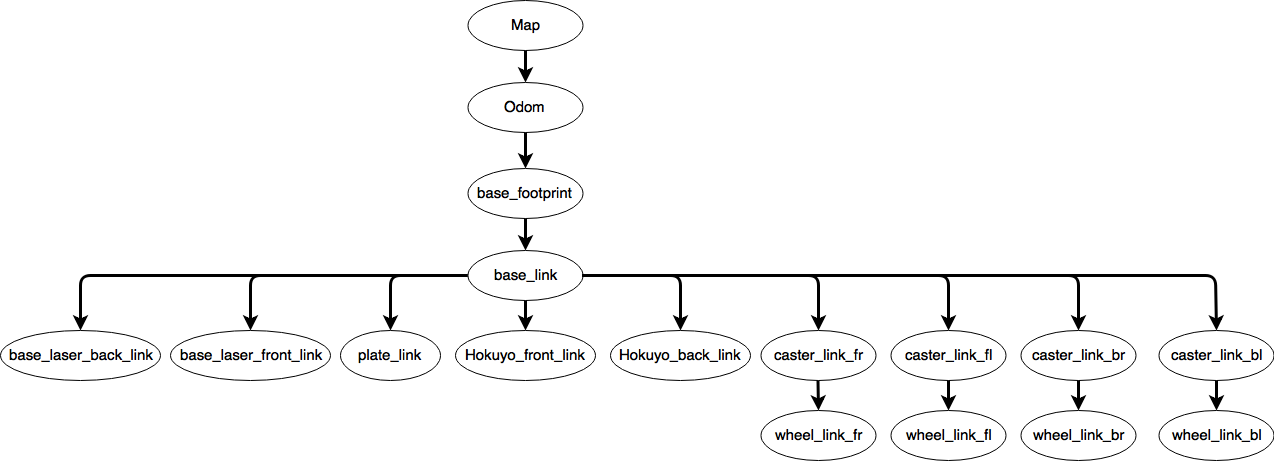 Map
Odom
base_footprint
base_link
base_laser_back_link
base_laser_front_link
plate_link
Hokuyo_front_link
Hokuyo_back_link
caster_link_fr
caster_link_fl
caster_link_br
caster_link_bl
wheel_link_fr
wheel_link_fl
wheel_link_br
wheel_link_bl